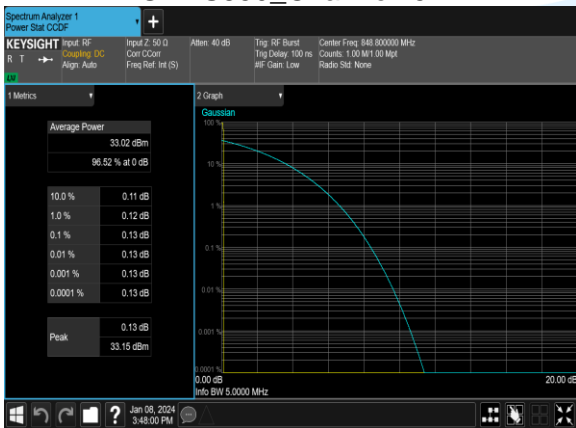 Spectrum Analyzer 1
Power Stat CCDF
+
KEYSIGHT
R T
LVI
Input: RF
Coupling: DC
Align: Auto
Input Z: 50 Ω
Corr CCorr
Freq Ref: Int (S)
Atten: 40 dB
Trig: RF Burst
Trig Delay: 100 ns
#IF Gain: Low
Center Freq: 848.800000 MHz
Counts: 1.00 M/1.00 Mpt
Radio Std: None
1 Metrics
Average Power
33.02 dBm
96.52 % at 0 dB
10.0 % 0.11 dB
1.0 % 0.12 dB
0.1 % 0.13 dB
0.01 % 0.13 dB
0.001 % 0.13 dB
0.0001 % 0.13 dB
Peak
0.13 dB
33.15 dBm
2 Graph
Gaussian
100 %
10 %
1 %
0.1 %
0.01 %
0.001 %
0.0001 %
0.00 dB 20.00 dB
Info BW 5.0000 MHz
?
Jan 08, 2024
3:48:00 PM